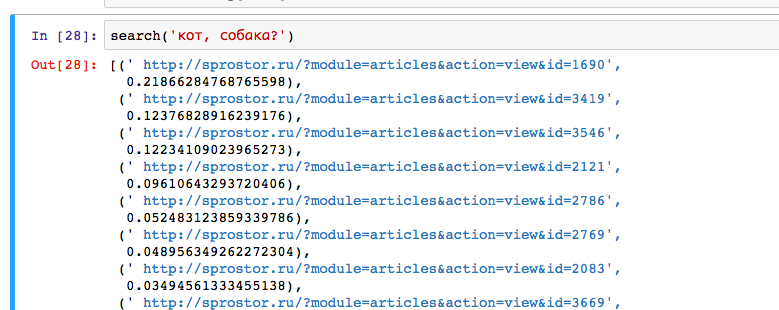 In [28]: search('кот, собака?')
Out[28]: [(' http://sprostor.ru/?module=articles&action=view&id=1690',
0.21866284768765598),
(' http://sprostor.ru/?module=articles&action=view&id=3419',
0.12376828916239176),
(' http://sprostor.ru/?module=articles&action=view&id=3546',
0.12234109023965273),
(' http://sprostor.ru/?module=articles&action=view&id=2121',
0.09610643293720406),
(' http://sprostor.ru/?module=articles&action=view&id=2786',
0.052483123859339786),
(' http://sprostor.ru/?module=articles&action=view&id=2769',
0.048956349262272304),
(' http://sprostor.ru/?module=articles&action=view&id=2083',
0.03494561333455138),
(' http://sprostor.ru/?module=articles&action=view&id=3669',